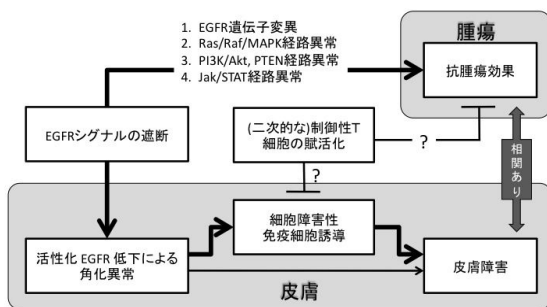 1. EGFR遺伝子変異
2. Ras/Raf/MAPK経路異常
3. PI3K/Akt, PTEN経路異常
4. Jak/STAT経路異常
腫瘍
抗腫瘍効果
EGFRシグナルの遮断
(二次的な)制御性T
細胞の賦活化
?
?
相関あり
細胞障害性
免疫細胞誘導
活性化 EGFR 低下による
角化異常
皮膚障害
皮膚